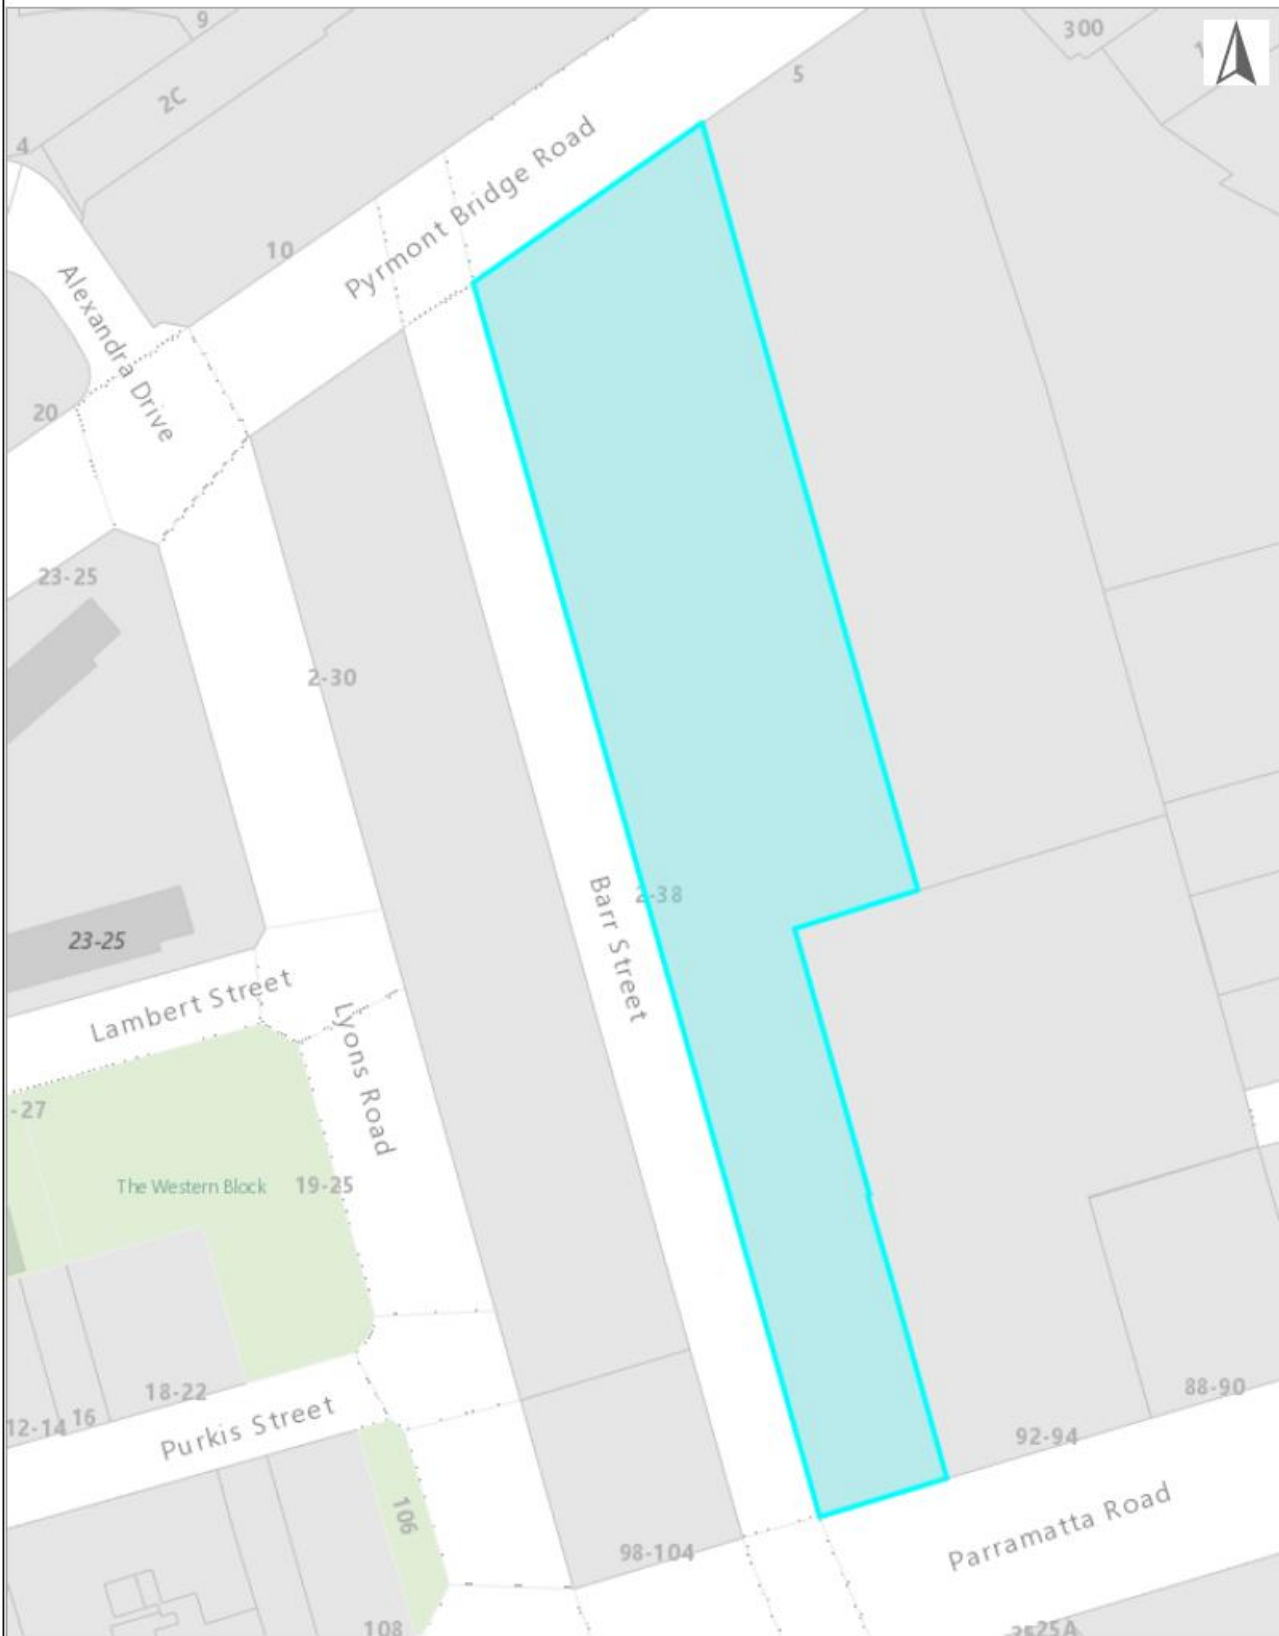 9
300
2C
5
4
Pyrmont Bridge Road
10
Alexandra Drive
20
23-25
2-30
2-38
Barr Street
23-25
Lambert Street
Lyons Road
-27
The Western Block
19-25
18-22
16
12-14
Purkis Street
88-90
92-94
106
Parramatta Road
98-104
108